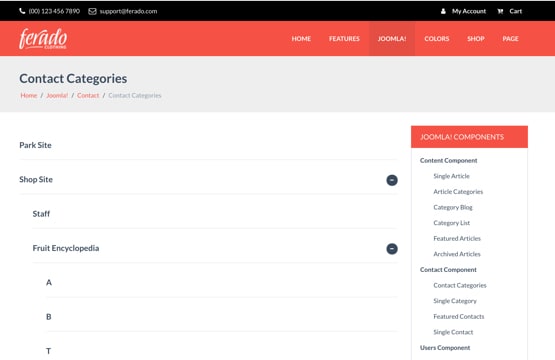 (00) 123 456 7890 support@ferado.com My Account Cart
ferado
CLOTHING
HOME FEATURES JOOMLA! COLORS SHOP PAGE
Contact Categories
Home / Joomla! / Contact / Contact Categories
Park Site
Shop Site
Staff
Fruit Encyclopedia
A
B
T
JOOMLA! COMPONENTS
Content Component
Single Article
Article Categories
Category Blog
Category List
Featured Articles
Archived Articles
Contact Component
Contact Categories
Single Category
Featured Contacts
Single Contact
Users Component